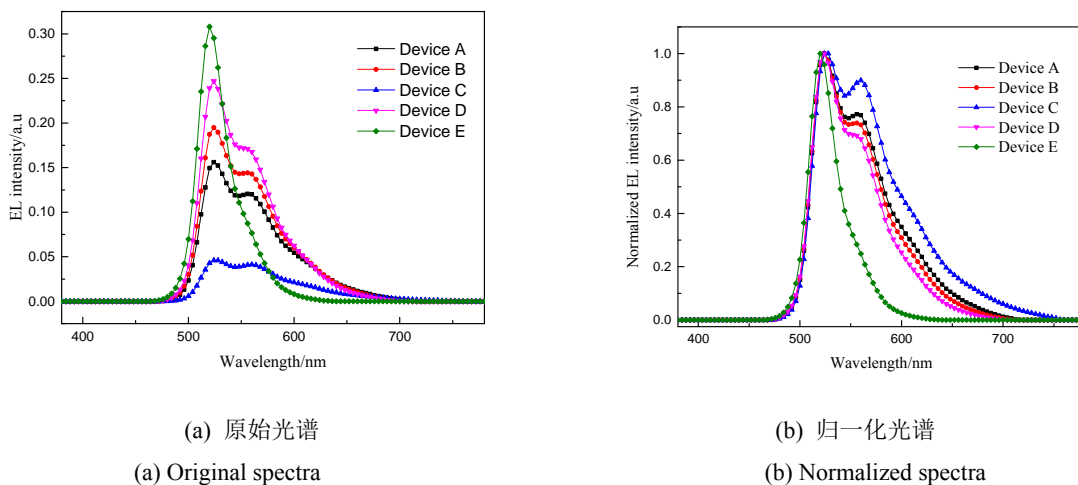 EL intensity/a.u
0.30
0.25
0.20
0.15
0.10
0.05
0.00
400
500
600
700
Wavelength/nm
Device A
Device B
Device C
Device D
Device E
Normalized EL intensity/a.u
1.0
0.8
0.6
0.4
0.2
0.0
400
500
600
700
Wavelength/nm
Device A
Device B
Device C
Device D
Device E
(a) 原始光谱
(a) Original spectra
(b) 归一化光谱
(b) Normalized spectra